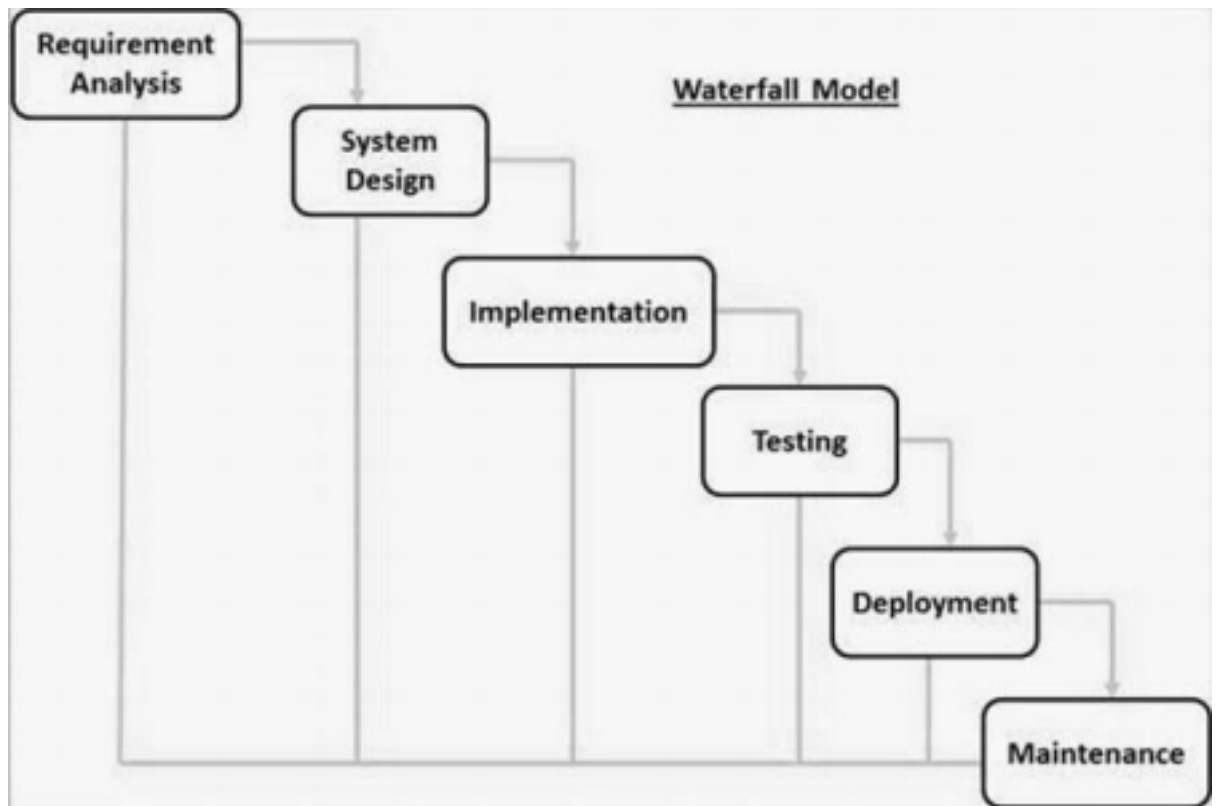 Requirement
Analysis
Waterfall Model
System
Design
Implementation
Testing
Deployment
Maintenance